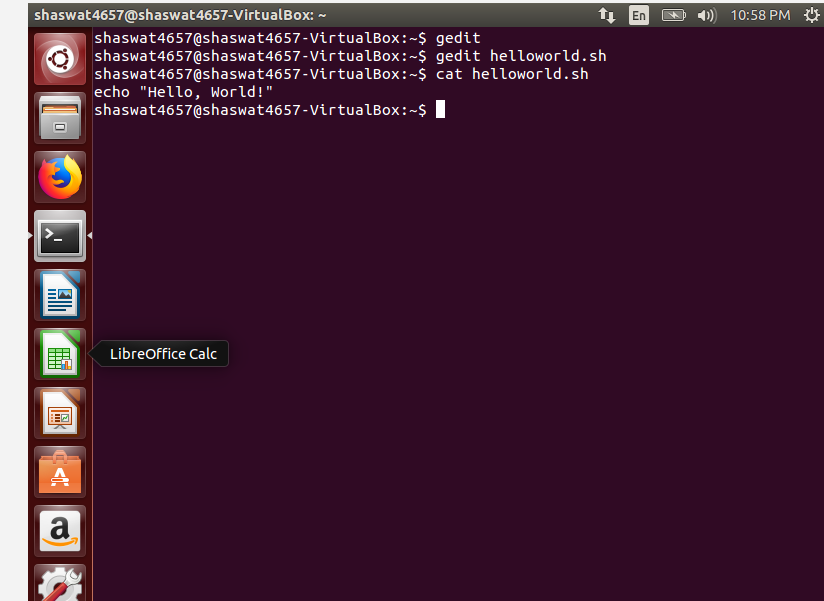 shaswat4657@shaswat4657-VirtualBox: ~ En 10:58 PM
shaswat4657@shaswat4657-VirtualBox:~$ gedit
shaswat4657@shaswat4657-VirtualBox:~$ gedit helloworld.sh
shaswat4657@shaswat4657-VirtualBox:~$ cat helloworld.sh
echo "Hello, World!"
shaswat4657@shaswat4657-VirtualBox:~$
>_
LibreOffice Calc
A
a